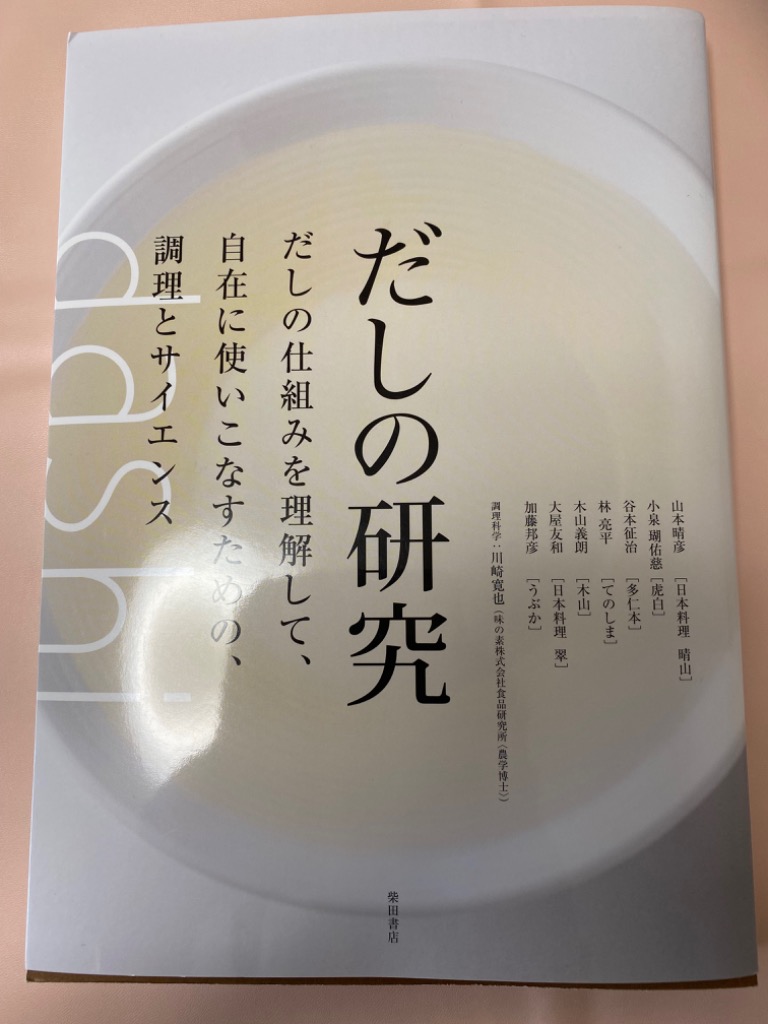 だしの研究
だしの仕組みを理解して、
自在に使いこなすための、
調理とサイエンス
dashi
山本晴彦 [日本料理 晴山]
小泉瑚佑慈 [虎白]
谷本征治 [多仁本]
林 亮平 [てのしま]
木山義朗 [木山]
大屋友和 [日本料理 翠]
加藤邦彦 [うぶか]
調理科学：川崎寛也（味の素株式会社食品研究所（農学博士））
柴田書店